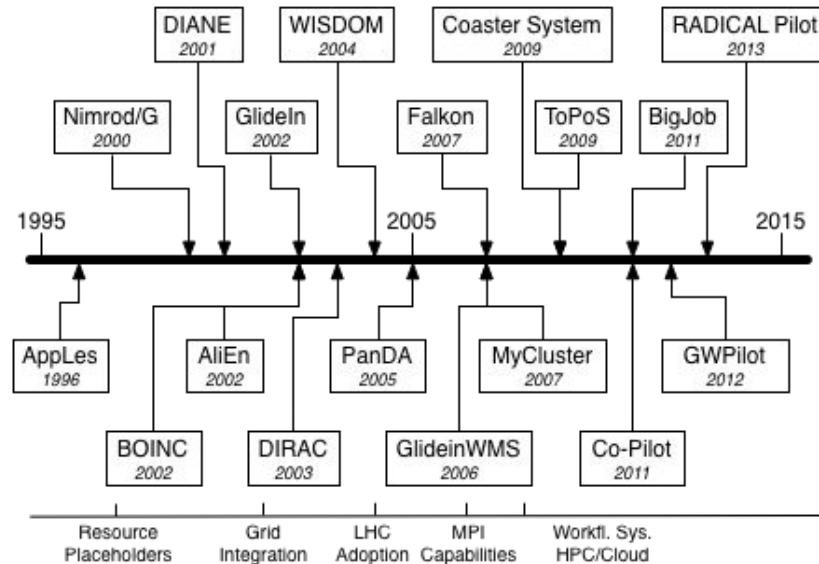 DIANE
2001
WISDOM
2004
Coaster System
2009
RADICAL Pilot
2013
Nimrod/G
2000
GlideIn
2002
Falkon
2007
ToPoS
2009
BigJob
2011
1995
2005
2015
AppLes
1996
AliEn
2002
PanDA
2005
MyCluster
2007
GWPilot
2012
BOINC
2002
DIRAC
2003
GlideinWMS
2006
Co-Pilot
2011
Resource
Placeholders
Grid
Integration
LHC
Adoption
MPI
Capabilities
Workfl. Sys.
HPC/Cloud